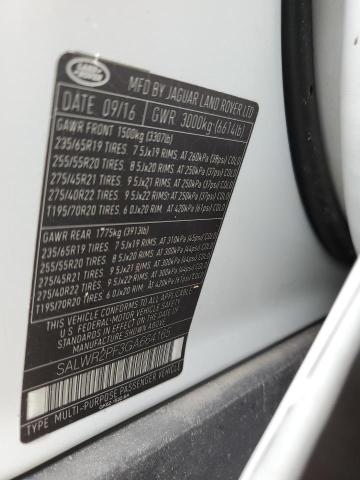 LAND ROVER
MFD BY JAGUAR LAND ROVER LTD
DATE 09/16 GWR 3000kg-(6614lb)
GAWR FRONT 1500kg (3307lb)
235/65R19 TIRES, 7.5Jx19 RIMS, AT 260kPa (38psi) COLD
255/55R20 TIRES, 8.5Jx20 RIMS, AT 250kPa (37psi) COLD
275/45R21 TIRES, 9.5Jx21 RIMS, AT 250kPa (37psi) COLD
275/40R22 TIRES, 9.5Jx22 RIMS, AT 250kPa (37psi) COLD
T195/70R20 TIRES, 6.0Jx20 RIM, AT 420kPa (61psi) COLD
GAWR REAR 1775kg (3913lb)
235/65R19 TIRES, 7.5Jx19 RIMS, AT 310kPa (45psi) COLD
255/55R20 TIRES, 8.5Jx20 RIMS, AT 300kPa COLD
275/45R21 TIRES, 9.5Jx21 RIMS, AT 300kPa COLD
275/40R22 TIRES, 9.5Jx22 RIMS, AT COLD
T195/70R20 TIRES, 6.0Jx20 RIM, AT 420kPa (61psi) COLD
THIS VEHICLE CONFORMS TO ALL APPLICABLE
U.S. FEDERAL MOTOR VEHICLE SAFETY
STANDARDS IN EFFECT ON THE DATE OF
MANUFACTURE SHOWN ABOVE.
SALWR2PF3GA664165
TYPE MULTI-PURPOSE PASSENGER VEHICLE